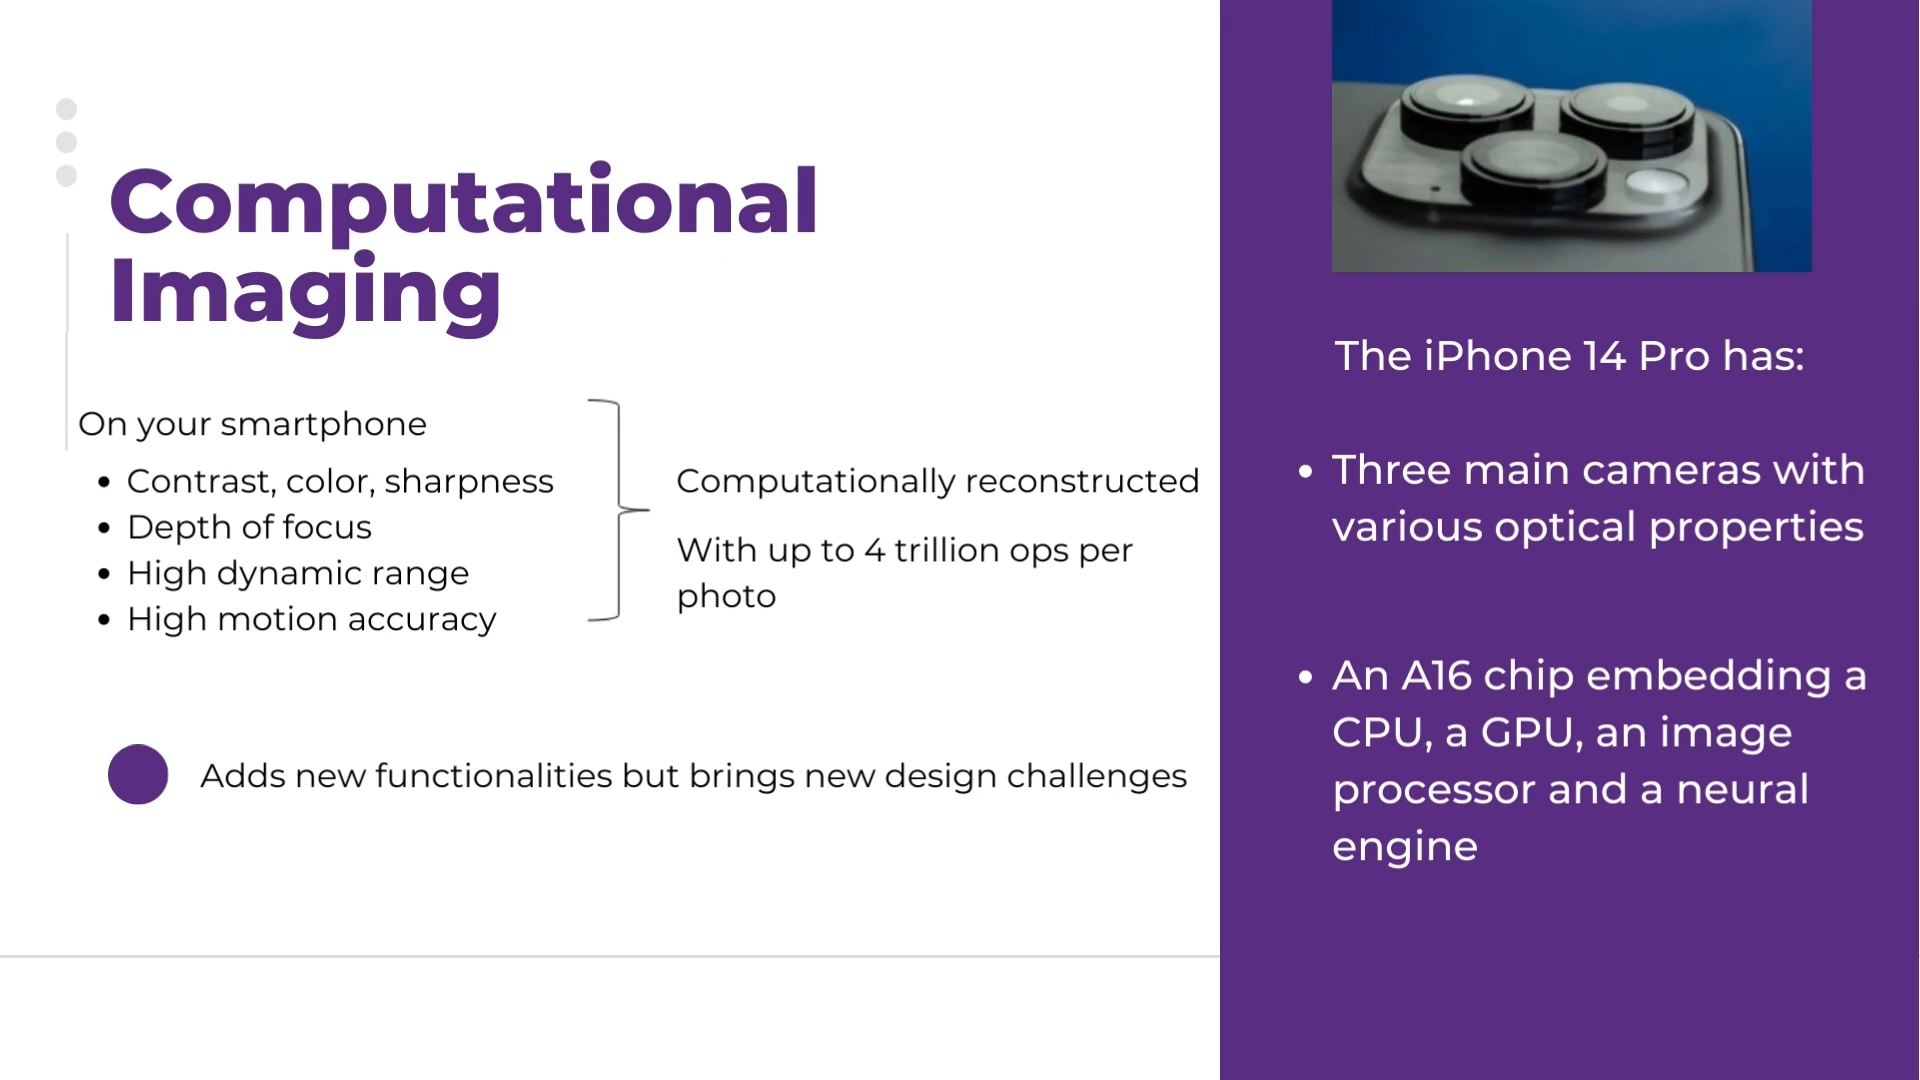 Computational
Imaging
On your smartphone
• Contrast, color, sharpness
• Depth of focus
• High dynamic range
• High motion accuracy
Computationally reconstructed
With up to 4 trillion ops per
photo
Adds new functionalities but brings new design challenges
The iPhone 14 Pro has:
• Three main cameras with
various optical properties
• An A16 chip embedding a
CPU, a GPU, an image
processor and a neural
engine